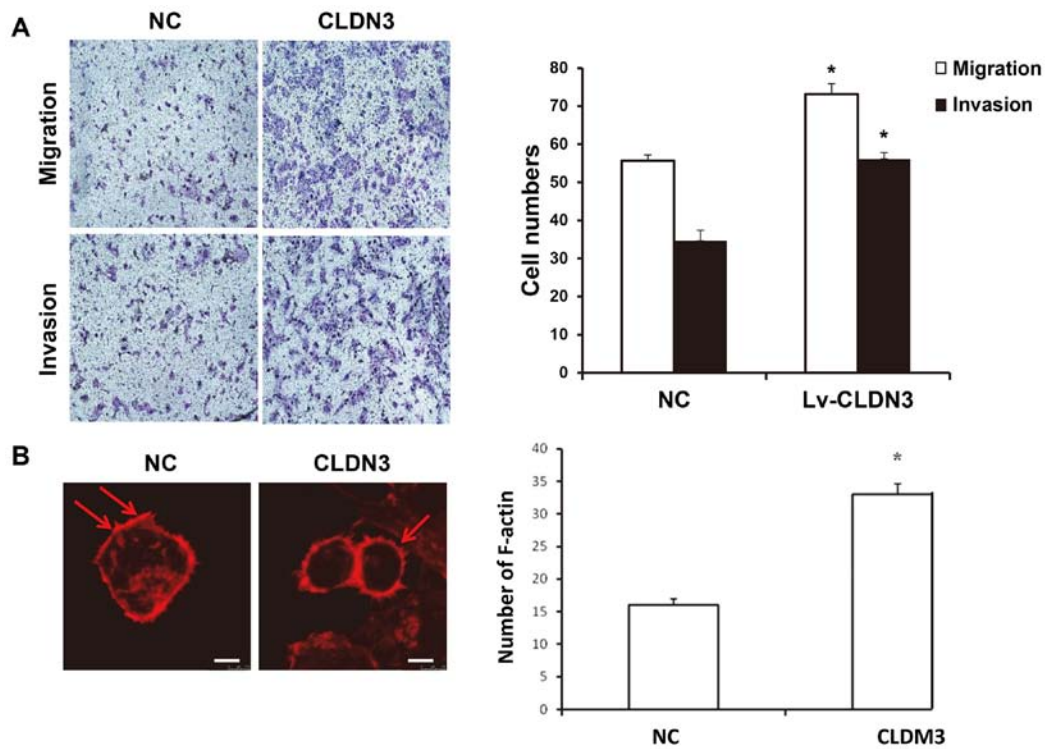 A
NC
CLDN3
Migration
Invasion
Cell numbers
80
70
60
50
40
30
20
10
0
NC
Lv-CLDN3
*
*
Migration
Invasion
B
NC
CLDN3
Number of F-actin
40
35
30
25
20
15
10
5
0
*
NC
CLDM3